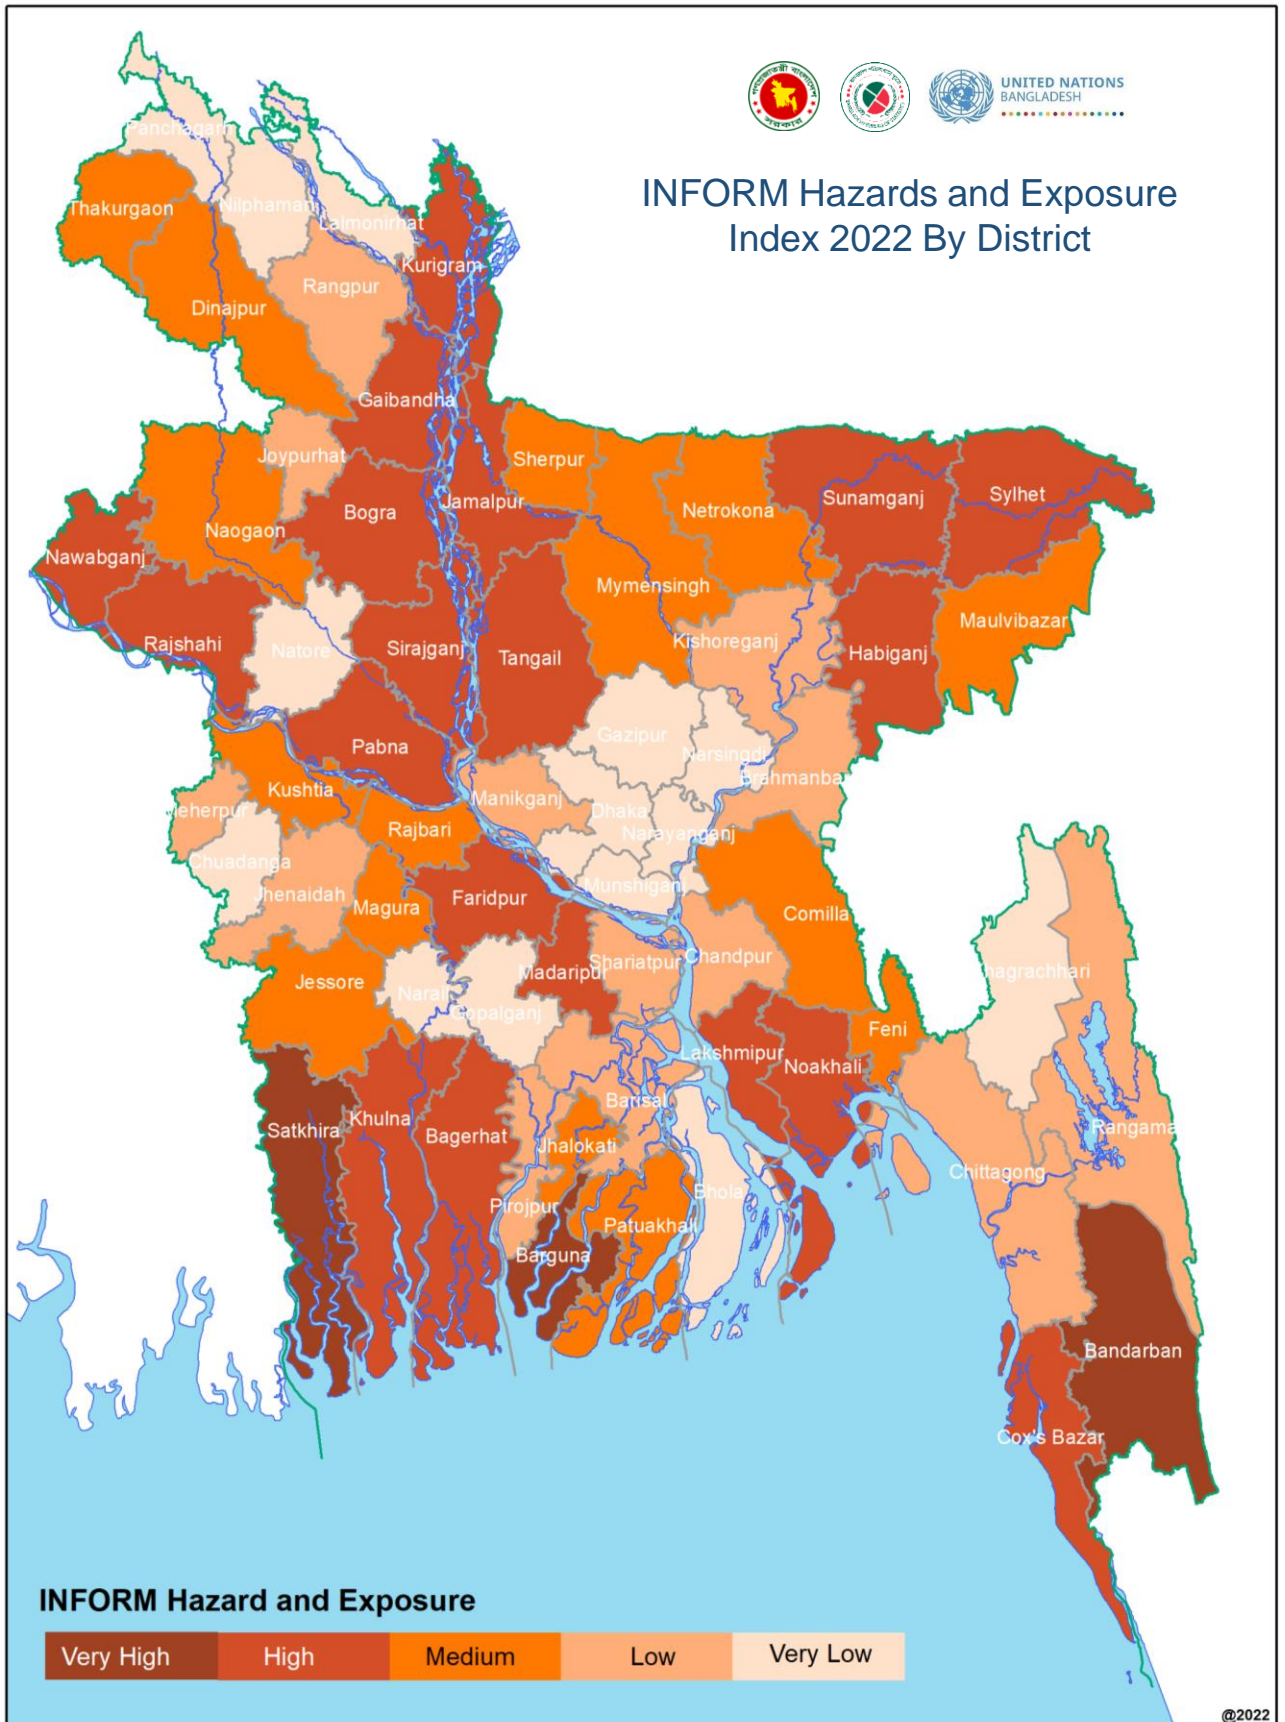 UNITED NATIONS
BANGLADESH
INFORM Hazards and Exposure
Index 2022 By District
Panchagarh
Thakurgaon
Nilphamari
Lalmonirhat
Kurigram
Rangpur
Dinajpur
Gaibandha
Joypurhat
Sherpur
Sunamganj
Sylhet
Jamalpur
Bogra
Netrokona
Naogaon
Nawabganj
Mymensingh
Maulvibazar
Rajshahi
Natore
Sirajganj
Tangail
Kishoreganj
Habiganj
Gazipur
Pabna
Narsingdi
Brahmanba
Kushtia
Manikganj
Meherpur
Dhaka
Rajbari
Narayanganj
Chuadanga
Munshiganj
Jhenaidah
Magura
Faridpur
Comilla
Chandpur
Shariatpur
Madaripur
hagrachhari
Jessore
Narail
Gopalganj
Feni
Lakshmipur
Noakhali
Barisal
Khulna
Satkhira
Bagerhat
Rangama
Jhalokati
Chittagong
Bhola
Pirojpur
Patuakhali
Barguna
Bandarban
Cox's Bazar
INFORM Hazard and Exposure
Very High High Medium Low Very Low
@2022